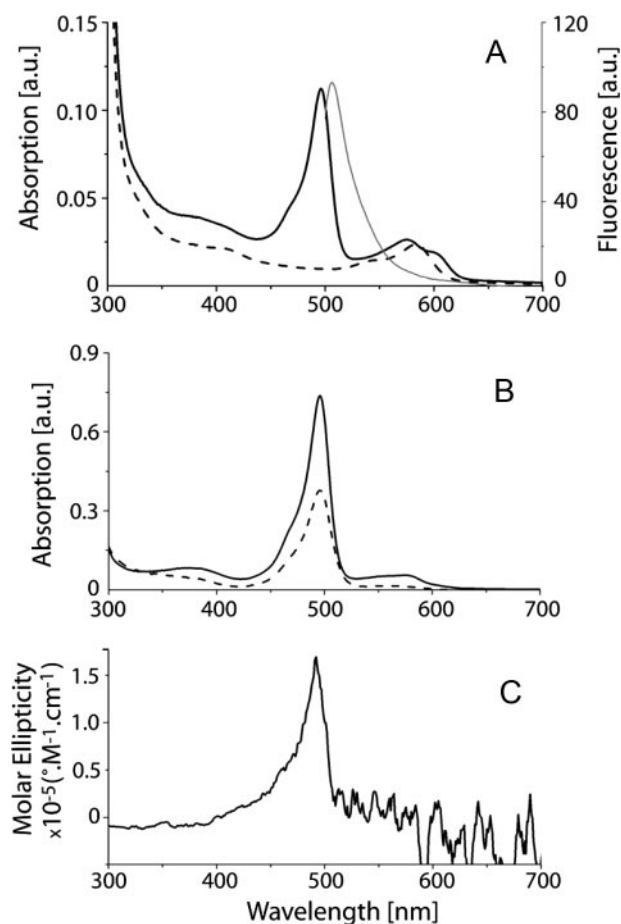 A
Absorption [a.u.]
0.15
0.10
0.05
0
Fluorescence [a.u.]
120
80
40
0
300 400 500 600 700
B
Absorption [a.u.]
0.9
0.6
0.3
0
300 400 500 600 700
C
Molar Ellipticity
x10⁻⁵(°.M⁻¹.cm⁻¹)
1.5
1.0
0.5
0
300 400 500 600 700
Wavelength [nm]